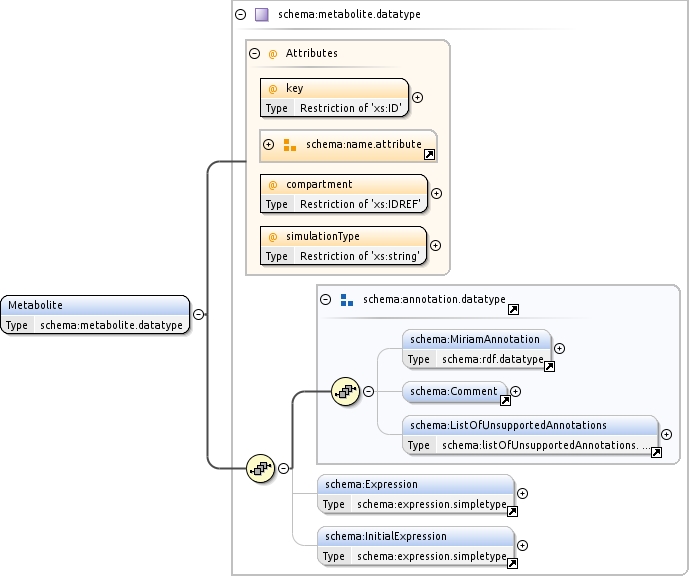 schema:metabolite.datatype
@ Attributes
@ key
Type Restriction of 'xs:ID'
schema:name.attribute
@ compartment
Type Restriction of 'xs:IDREF'
@ simulationType
Type Restriction of 'xs:string'
Metabolite
Type schema:metabolite.datatype
schema:annotation.datatype
schema:MiriamAnnotation
Type schema:rdf.datatype
schema:Comment
schema:ListOfUnsupportedAnnotations
Type schema:listOfUnsupportedAnnotations. ...
schema:Expression
Type schema:expression.simpletype
schema:InitialExpression
Type schema:expression.simpletype